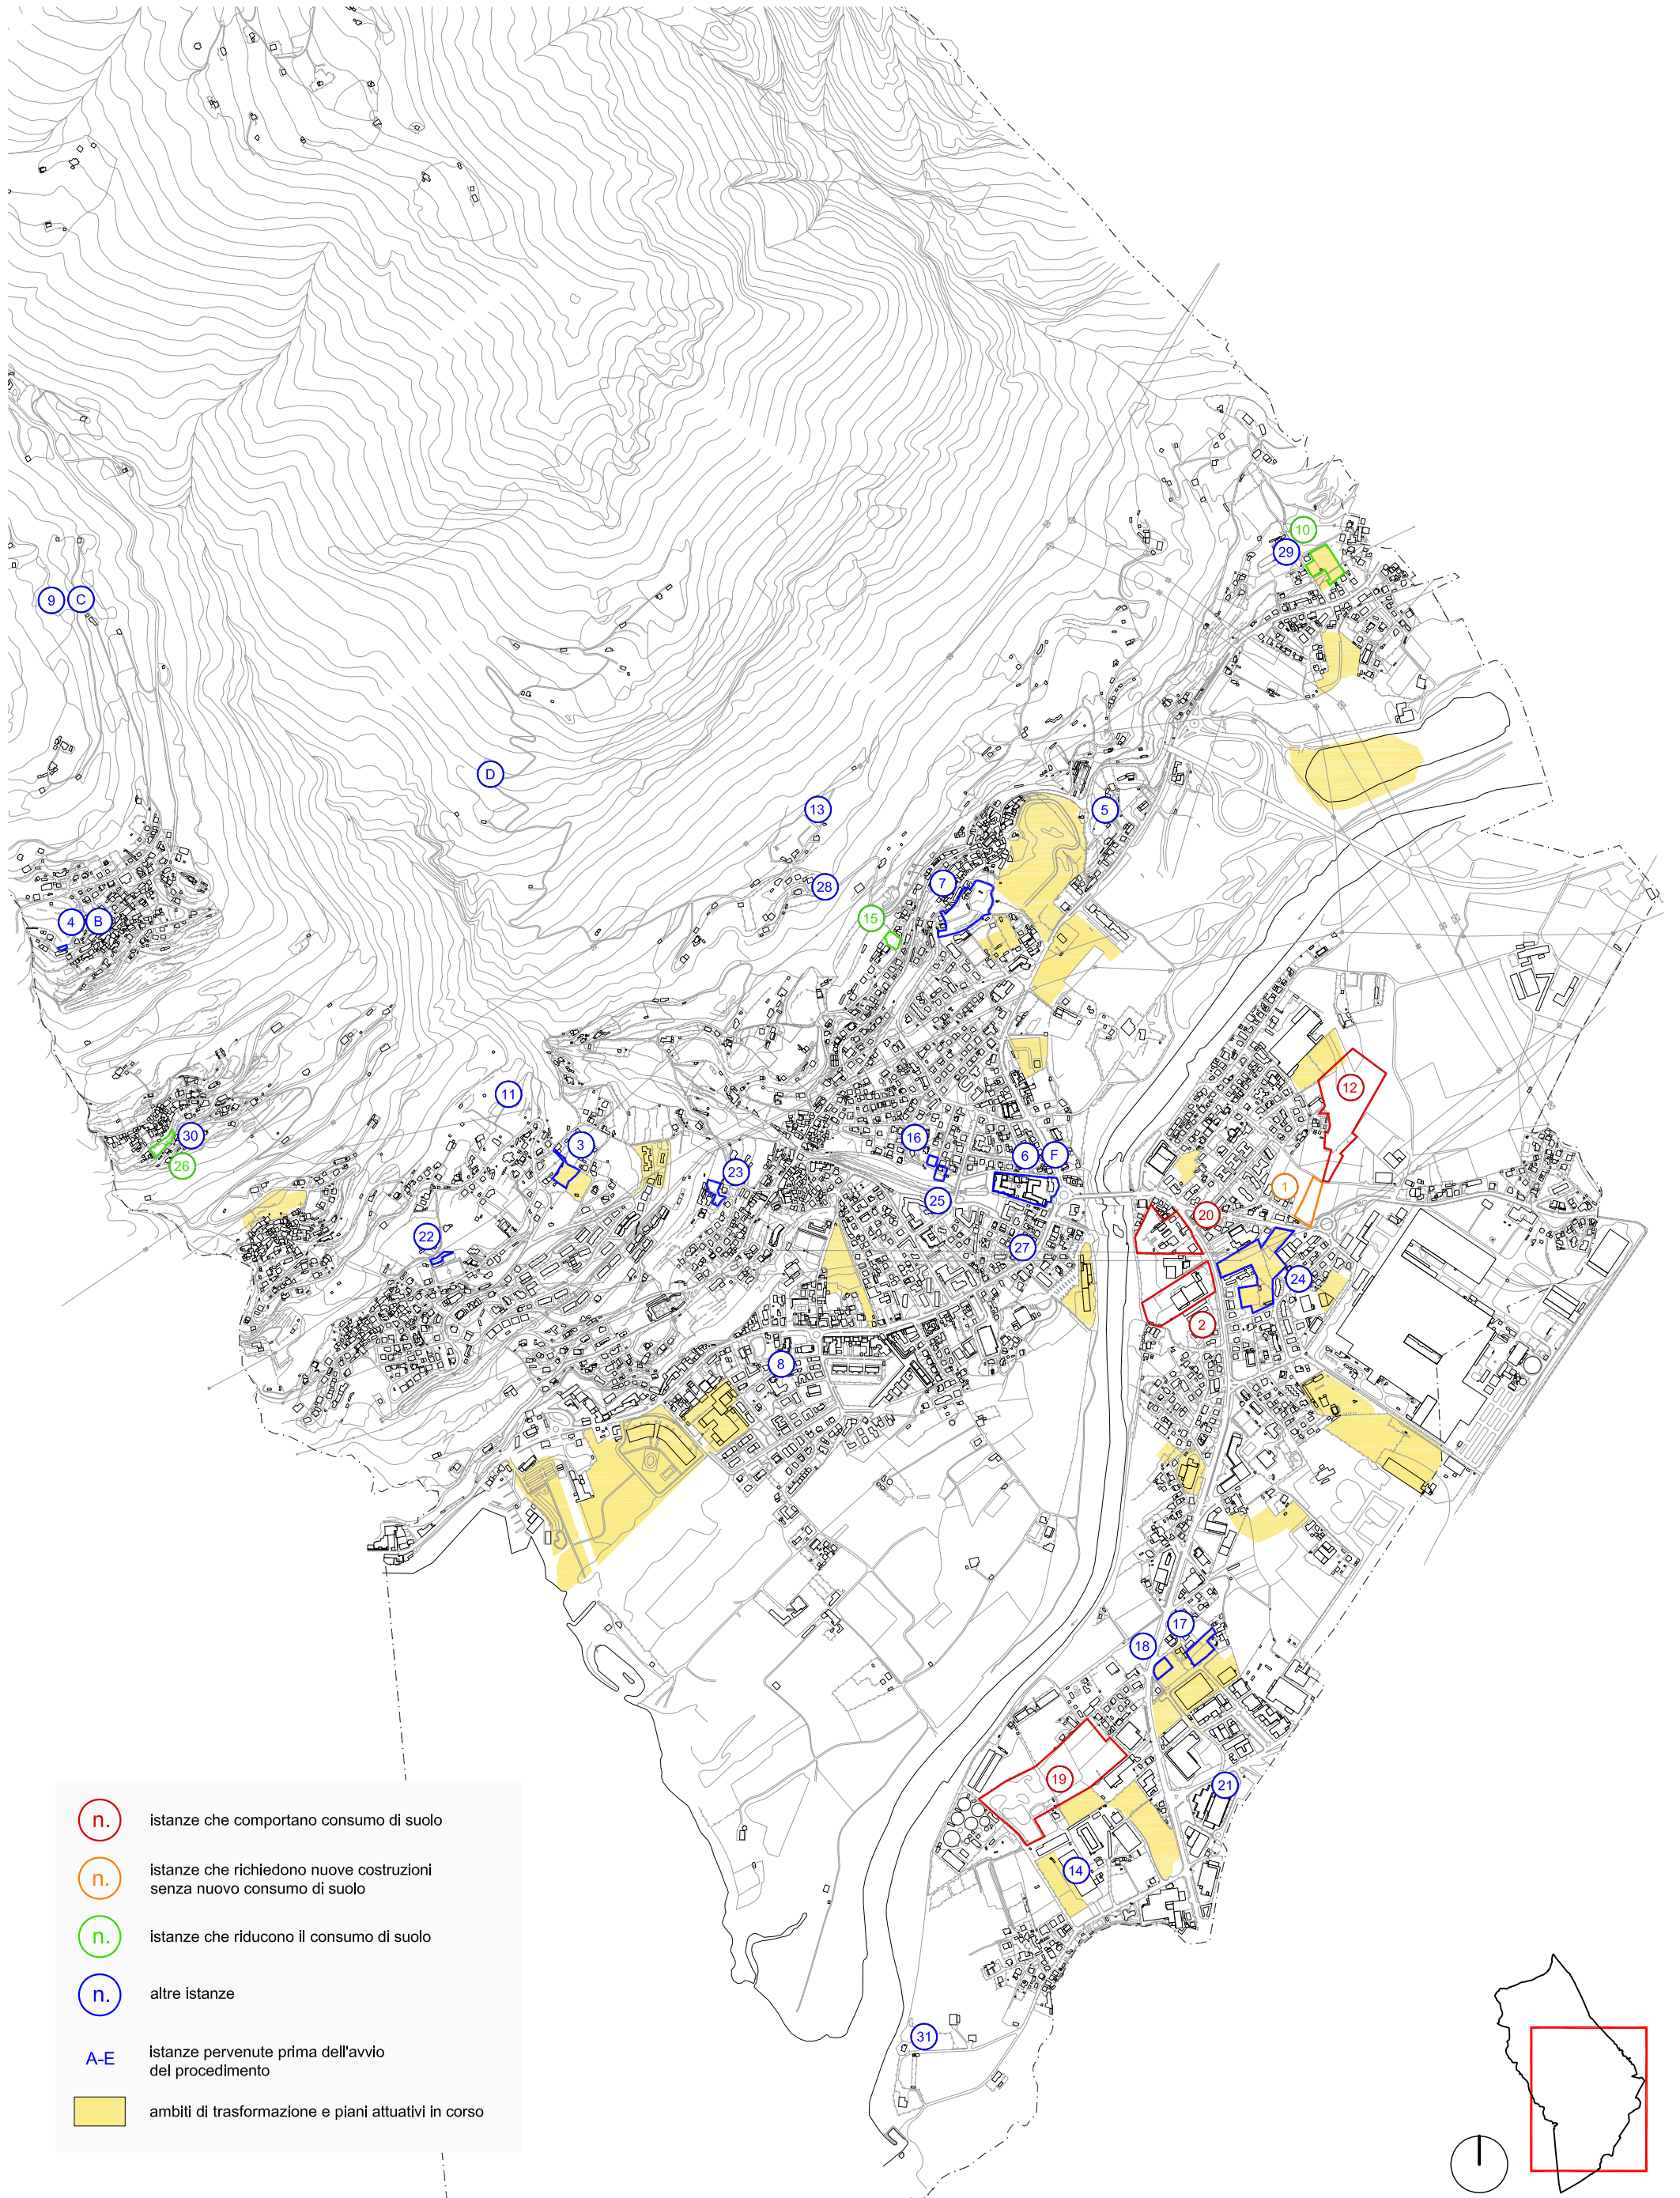 10
29
9
C
D
13
5
7
28
15
4
B
12
11
30
3
16
6
F
26
23
1
25
20
22
27
24
2
8
17
18
19
21
14
31
n.
istanze che comportano consumo di suolo
n.
istanze che richiedono nuove costruzioni
senza nuovo consumo di suolo
n.
istanze che riducono il consumo di suolo
n.
altre istanze
A-E
istanze pervenute prima dell'avvio
del procedimento
ambiti di trasformazione e piani attuativi in corso